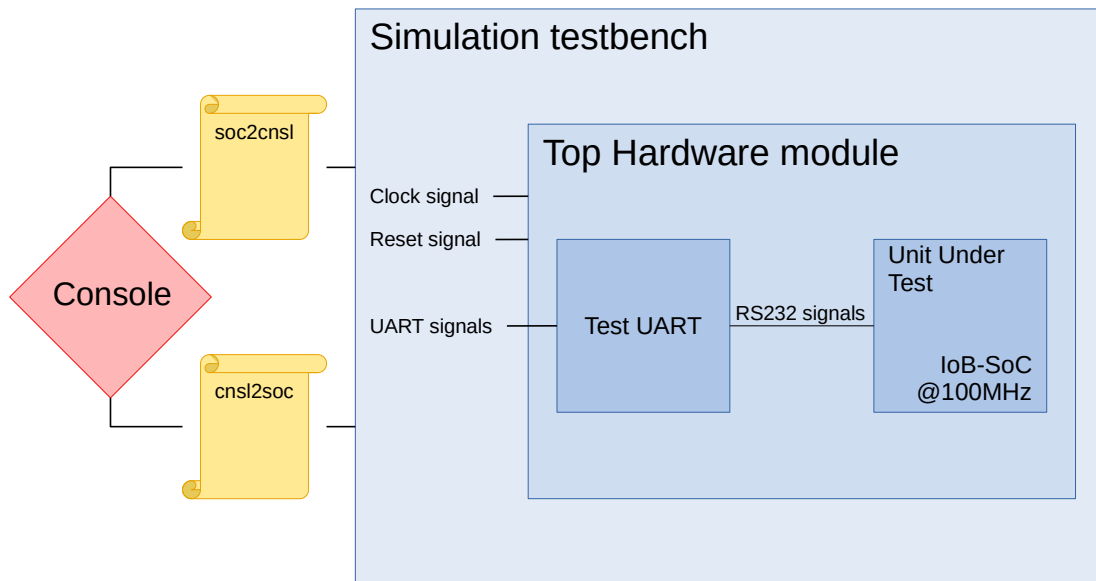 Simulation testbench
soc2cnsl
Top Hardware module
Clock signal
Reset signal
Console
Unit Under
Test
UART signals
Test UART
RS232 signals
IoB-SoC
@100MHz
cnsl2soc